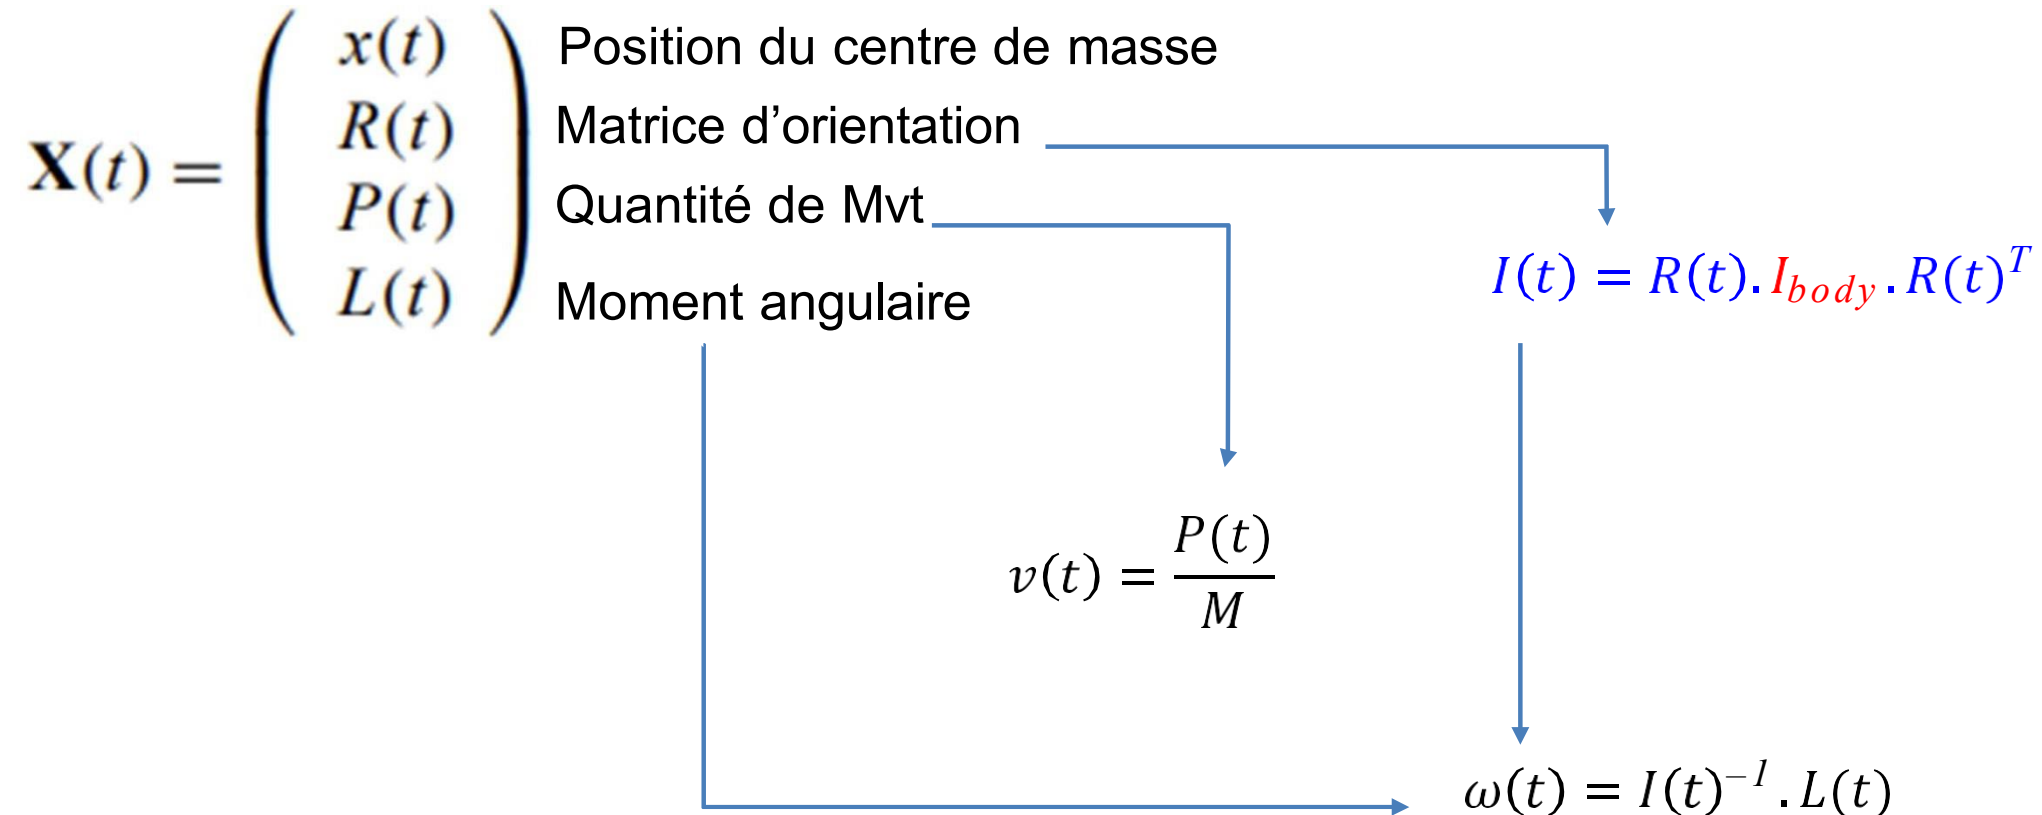 X(t) = ( x(t) Position du centre de masse
R(t) Matrice d’orientation
P(t) Quantité de Mvt
L(t) ) Moment angulaire
I(t) = R(t).I_body.R(t)^T
v(t) = P(t)/M
ω(t) = I(t)^-1.L(t)